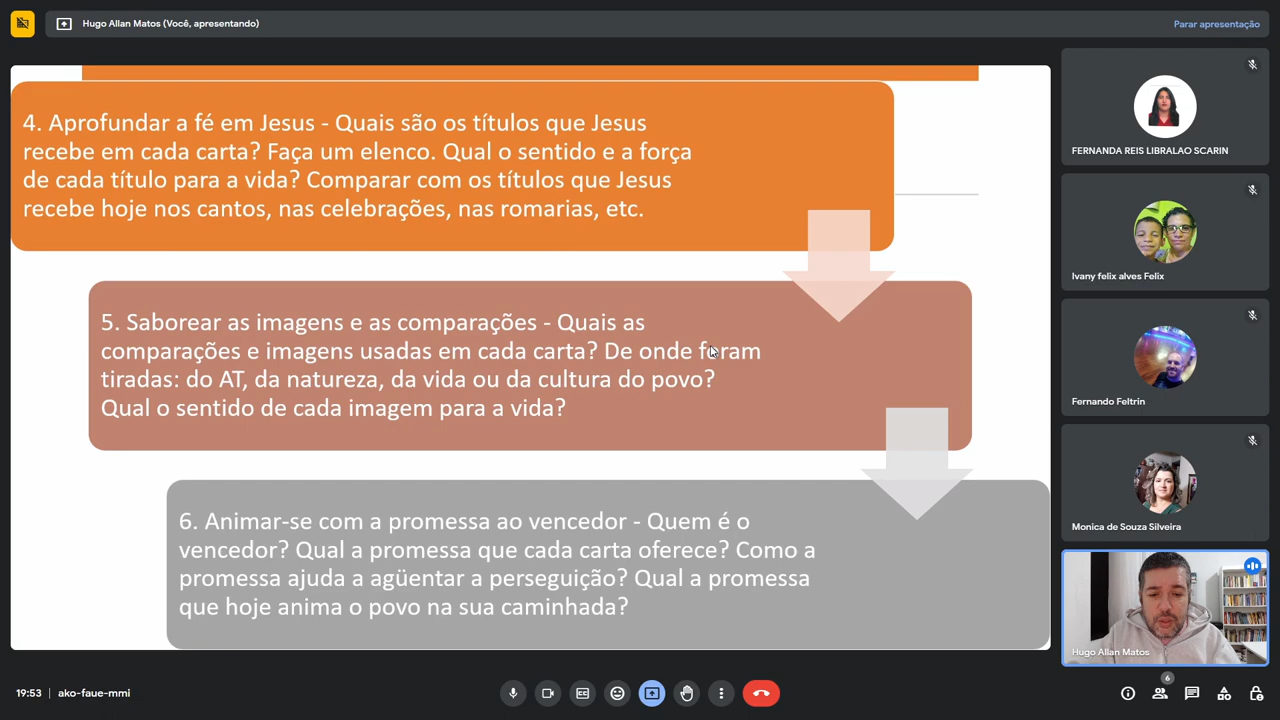 Hugo Allan Matos (Você, apresentando)
Parar apresentação
4. Aprofundar a fé em Jesus - Quais são os títulos que Jesus
recebe em cada carta? Faça um elenco. Qual o sentido e a força
de cada título para a vida? Comparar com os títulos que Jesus
recebe hoje nos cantos, nas celebrações, nas romarias, etc.
5. Saborear as imagens e as comparações - Quais as
comparações e imagens usadas em cada carta? De onde foram
tiradas: do AT, da natureza, da vida ou da cultura do povo?
Qual o sentido de cada imagem para a vida?
6. Animar-se com a promessa ao vencedor - Quem é o
vencedor? Qual a promessa que cada carta oferece? Como a
promessa ajuda a agüentar a perseguição? Qual a promessa
que hoje anima o povo na sua caminhada?
FERNANDA REIS LIBRALAO SCARIN
Ivany felix alves Felix
Fernando Feltrin
Monica de Souza Silveira
Hugo Allan Matos
19:53 | ako-faue-mmi
6